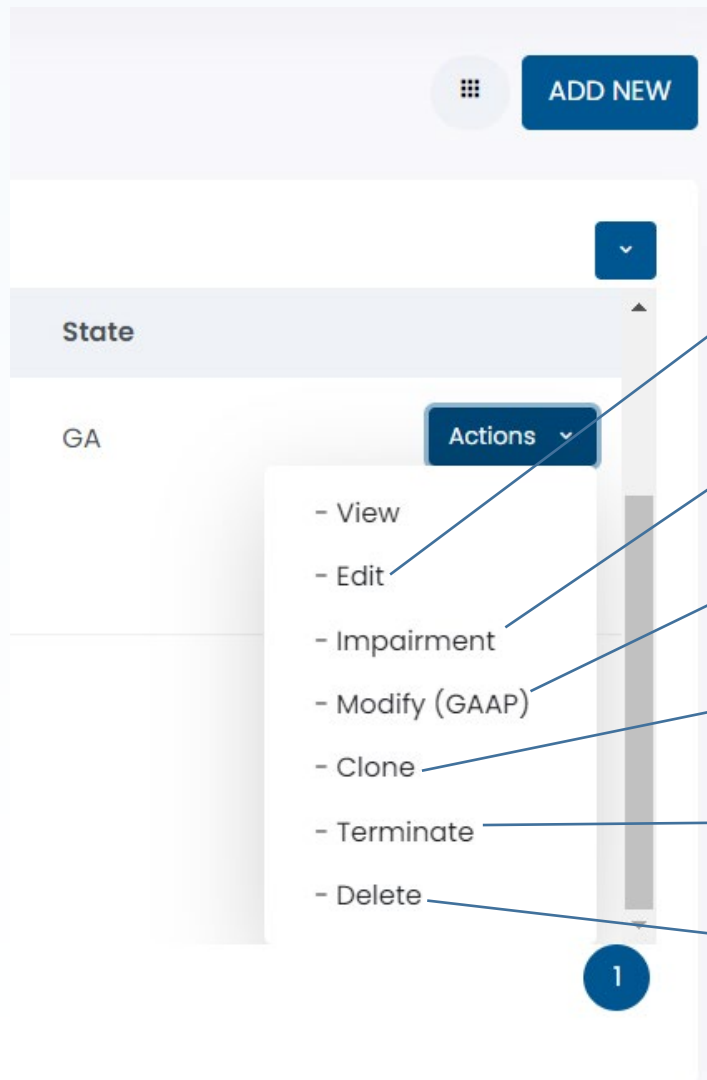 ADD NEW
State
GA
Actions
- View
- Edit
- Impairment
- Modify (GAAP)
- Clone
- Terminate
- Delete
1